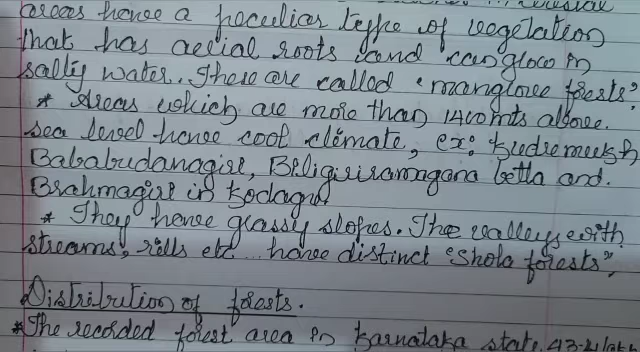 areas have a peculiar type of vegetation
that has aerial roots and can grow in
salty water. These are called "mangrove forests".
* Areas which are more than 1400 mts above.
sea level have cool climate, ex: Kudremukh
Bababudanagiri, Biligiriranagana betta and.
Brahmagiri in Kodagu.
* They have grassy slopes. The valleys with
streams, rills etc. have distinct "Shola forests",
Distribution of forests.
* The recorded forest area in Karnataka state. 43.